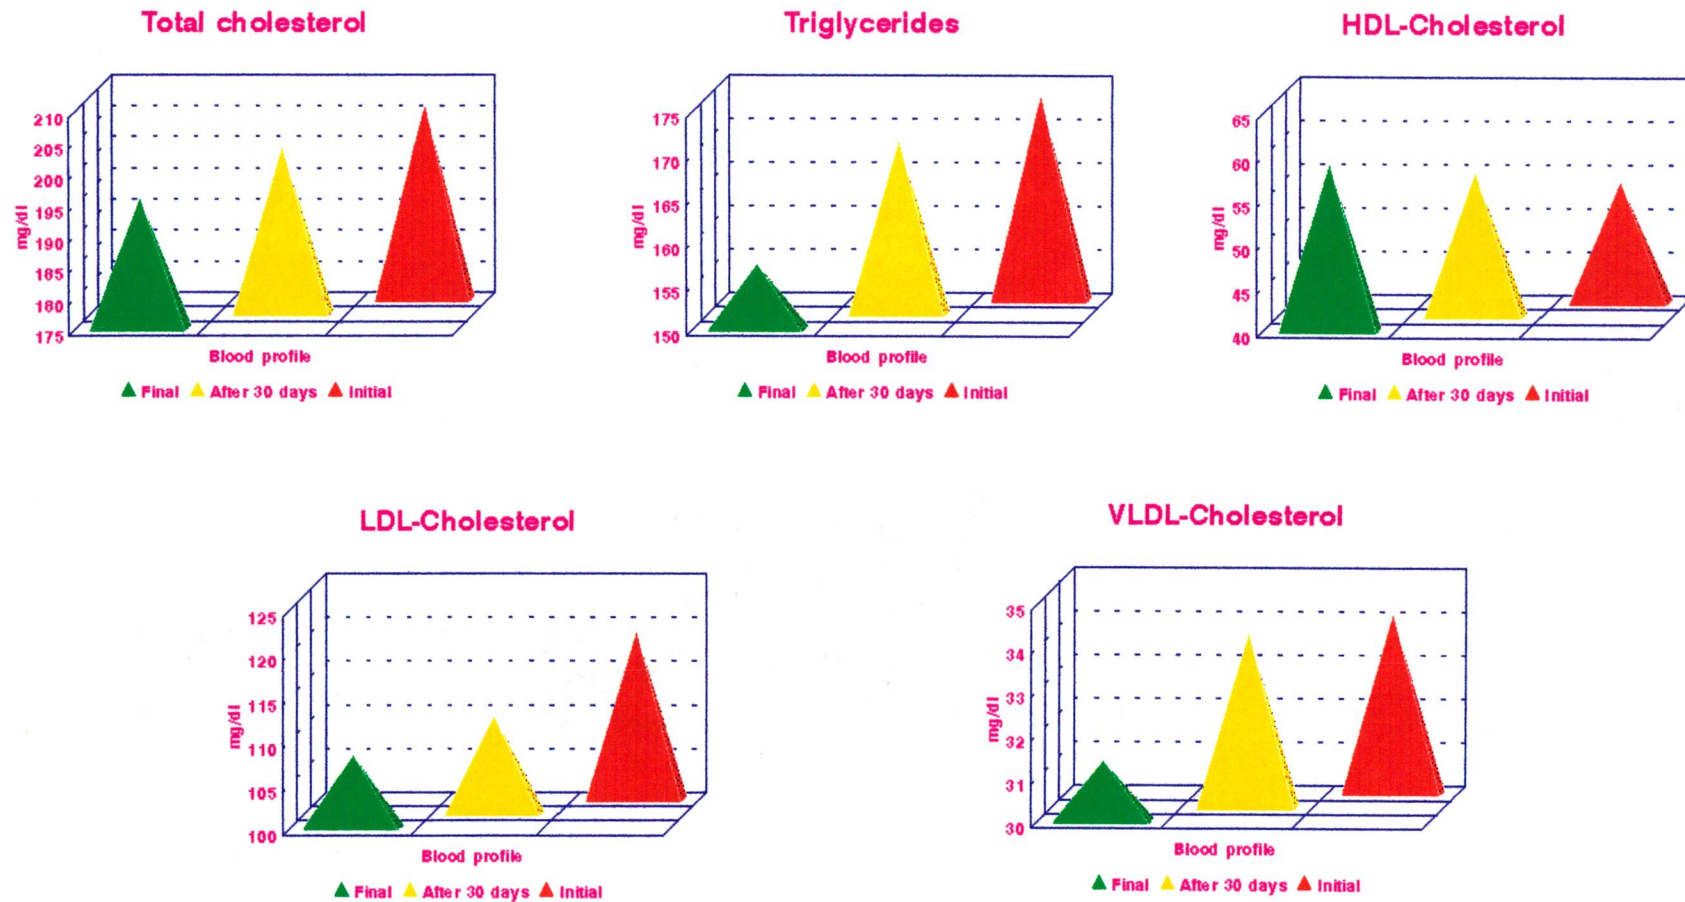 Total cholesterol
210
205
200
195
190
185
180
175
mg/dl
Blood profile
Final After 30 days Initial
Triglycerides
175
170
165
160
155
150
mg/dl
Blood profile
Final After 30 days Initial
HDL-Cholesterol
65
60
55
50
45
40
mg/dl
Blood profile
Final After 30 days Initial
LDL-Cholesterol
125
120
115
110
105
100
mg/dl
Blood profile
Final After 30 days Initial
VLDL-Cholesterol
35
34
33
32
31
30
mg/dl
Blood profile
Final After 30 days Initial